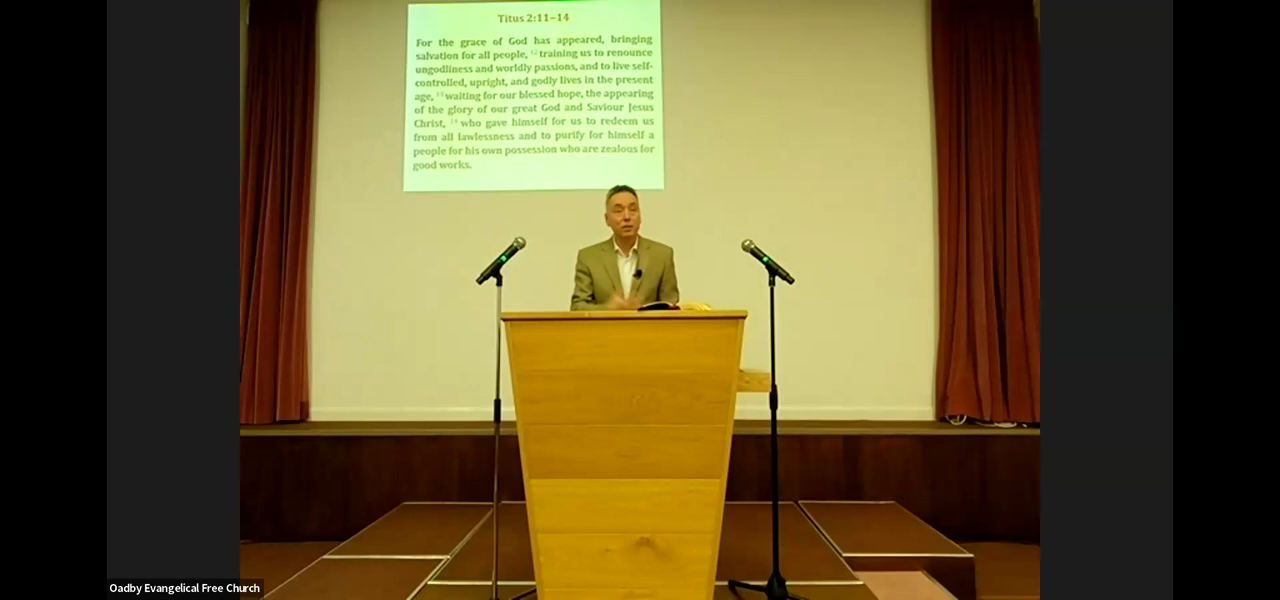 Titus 2:11–14
For the grace of God has appeared, bringing
salvation for all people, 12 training us to renounce
ungodliness and worldly passions, and to live self-
controlled, upright, and godly lives in the present
age, 13 waiting for our blessed hope, the appearing
of the glory of our great God and Saviour Jesus
Christ, 14 who gave himself for us to redeem us
from all lawlessness and to purify for himself a
people for his own possession who are zealous for
good works.
Oadby Evangelical Free Church